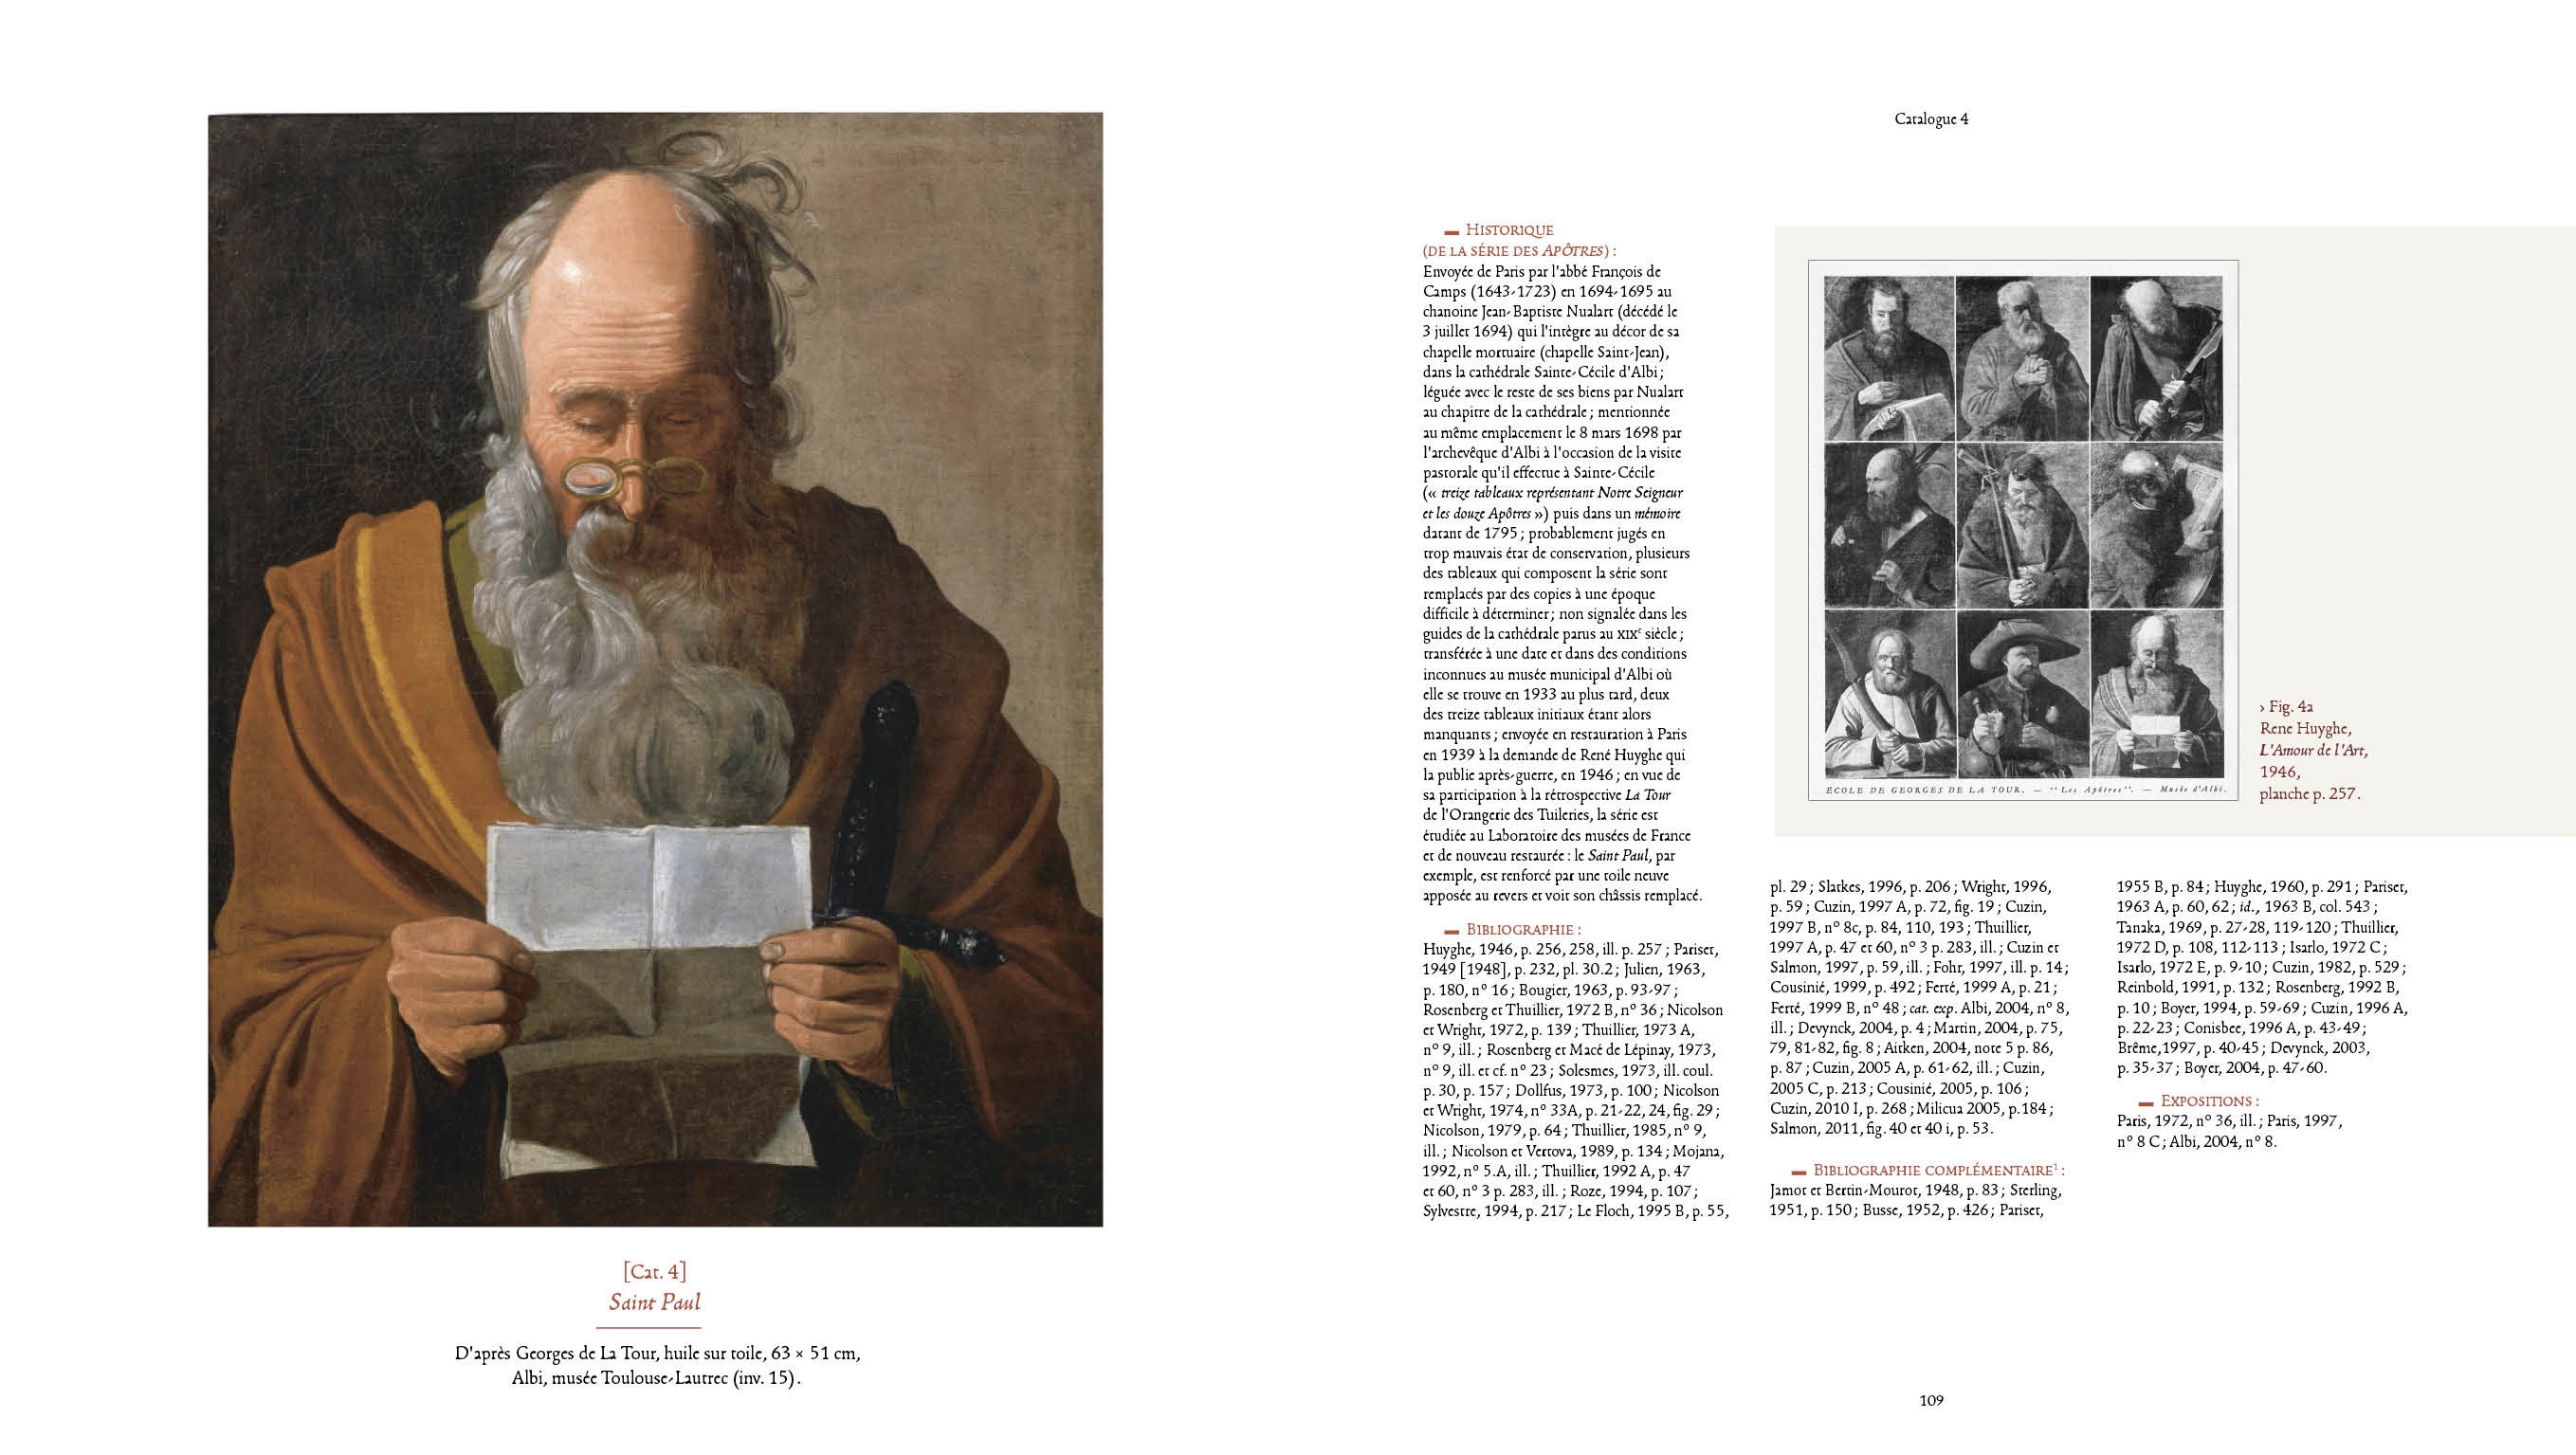 [Cat. 4]
Saint Paul
D'après Georges de La Tour, huile sur toile, 63 × 51 cm,
Albi, musée Toulouse-Lautrec (inv. 15).
Catalogue 4
Historique
(de la série des Apôtres) :
Envoyée de Paris par l'abbé François de
Camps (1643-1723) en 1694-1695 au
chanoine Jean-Baptiste Nualart (décédé le
3 juillet 1694) qui l'intègre au décor de sa
chapelle mortuaire (chapelle Saint-Jean),
dans la cathédrale Sainte-Cécile d'Albi ;
léguée avec le reste de ses biens par Nualart
au chapitre de la cathédrale ; mentionnée
au même emplacement le 8 mars 1698 par
l'archevêque d'Albi à l'occasion de la visite
pastorale qu'il effectue à Sainte-Cécile
(« treize tableaux représentant Notre Seigneur
et les douze Apôtres ») puis dans un mémoire
datant de 1795 ; probablement jugés en
trop mauvais état de conservation, plusieurs
des tableaux qui composent la série sont
remplacés par des copies à une époque
difficile à déterminer ; non signalée dans les
guides de la cathédrale parus au XIXe siècle ;
transférée à une date et dans des conditions
inconnues au musée municipal d'Albi où
elle se trouve en 1933 au plus tard, deux
des treize tableaux initiaux étant alors
manquants ; envoyée en restauration à Paris
en 1939 à la demande de René Huyghe qui
la publie après-guerre, en 1946 ; en vue de
sa participation à la rétrospective La Tour
de l'Orangerie des Tuileries, la série est
étudiée au Laboratoire des musées de France
et de nouveau restaurée : le Saint Paul, par
exemple, est renforcé par une toile neuve
apposée au revers et voir son châssis remplacé.
Bibliographie :
Huyghe, 1946, p. 256, 258, ill. p. 257 ; Pariset,
1949 [1948], p. 232, pl. 30.2 ; Julien, 1963,
p. 180, nº 16 ; Bougier, 1963, p. 93-97 ;
Rosenberg et Thuillier, 1972 B, nº 36 ; Nicolson
et Wright, 1972, p. 139 ; Thuillier, 1973 A,
nº 9, ill. ; Rosenberg et Macé de Lépinay, 1973,
nº 9, ill. et cf. nº 23 ; Solesmes, 1973, ill. coul.
p. 30, p. 157 ; Dollfus, 1973, p. 100 ; Nicolson
et Wright, 1974, nº 33A, p. 21-22, 24, fig. 29 ;
Nicolson, 1979, p. 64 ; Thuillier, 1985, nº 9,
ill. ; Nicolson et Vertova, 1989, p. 134 ; Mojana,
1992, nº 5.A, ill. ; Thuillier, 1992 A, p. 47
et 60, nº 3 p. 283, ill. ; Roze, 1994, p. 107 ;
Sylvestre, 1994, p. 217 ; Le Floch, 1995 B, p. 55,
ÉCOLE DE GEORGES DE LA TOUR. — "Les Apôtres". — Musée d'Albi.
› Fig. 4a
Rene Huyghe,
L'Amour de l'Art,
1946,
planche p. 257.
pl. 29 ; Slatkes, 1996, p. 206 ; Wright, 1996,
p. 59 ; Cuzin, 1997 A, p. 72, fig. 19 ; Cuzin,
1997 B, nº 8c, p. 84, 110, 193 ; Thuillier,
1997 A, p. 47 et 60, nº 3 p. 283, ill. ; Cuzin et
Salmon, 1997, p. 59, ill. ; Fohr, 1997, ill. p. 14 ;
Cousinié, 1999, p. 492 ; Ferté, 1999 A, p. 21 ;
Ferté, 1999 B, nº 48 ; cat. exp. Albi, 2004, nº 8,
ill. ; Devynck, 2004, p. 4 ; Martin, 2004, p. 75,
79, 81-82, fig. 8 ; Aitken, 2004, note 5 p. 86,
p. 87 ; Cuzin, 2005 A, p. 61-62, ill. ; Cuzin,
2005 C, p. 213 ; Cousinié, 2005, p. 106 ;
Cuzin, 2010 I, p. 268 ; Milicua 2005, p.184 ;
Salmon, 2011, fig. 40 et 40 i, p. 53.
Bibliographie complémentaire1 :
Jamot et Bertin-Mourot, 1948, p. 83 ; Sterling,
1951, p. 150 ; Busse, 1952, p. 426 ; Pariset,
1955 B, p. 84 ; Huyghe, 1960, p. 291 ; Pariset,
1963 A, p. 60, 62 ; id., 1963 B, col. 543 ;
Tanaka, 1969, p. 27-28, 119-120 ; Thuillier,
1972 D, p. 108, 112-113 ; Isarlo, 1972 C ;
Isarlo, 1972 E, p. 9-10 ; Cuzin, 1982, p. 529 ;
Reinbold, 1991, p. 132 ; Rosenberg, 1992 B,
p. 10 ; Boyer, 1994, p. 59-69 ; Cuzin, 1996 A,
p. 22-23 ; Conisbee, 1996 A, p. 43-49 ;
Brême,1997, p. 40-45 ; Devynck, 2003,
p. 35-37 ; Boyer, 2004, p. 47-60.
Expositions :
Paris, 1972, nº 36, ill. ; Paris, 1997,
nº 8 C ; Albi, 2004, nº 8.
109